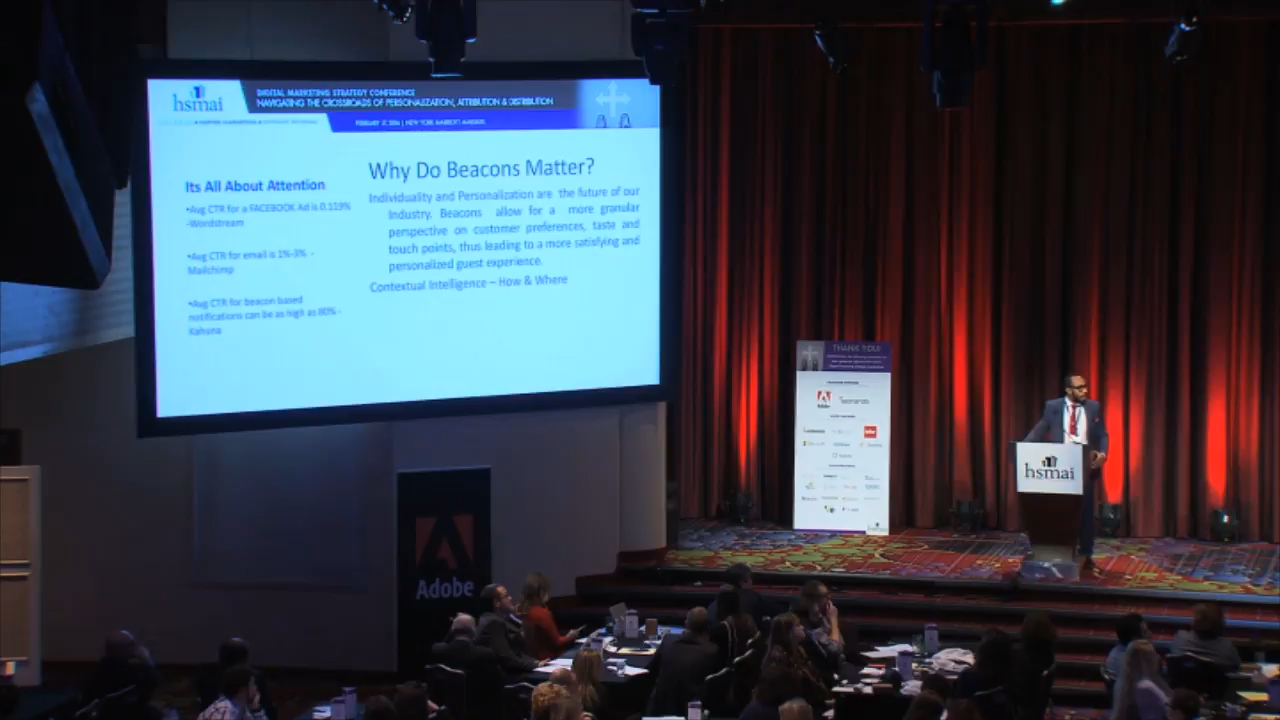 hsmai
DIGITAL MARKETING STRATEGY CONFERENCE
NAVIGATING THE CROSSROADS OF PERSONALIZATION, ATTRIBUTION & DISTRIBUTION
Its All About Attention
•Avg CTR for a FACEBOOK Ad is 0.119%
-Wordstream
•Avg CTR for email is 1%-3% -
Mailchimp
•Avg CTR for beacon based
notifications can be as high as 80% -
Kahuna
Why Do Beacons Matter?
Individuality and Personalization are the future of our
Industry. Beacons allow for a more granular
perspective on customer preferences, taste and
touch points, thus leading to a more satisfying and
personalized guest experience.
Contextual Intelligence – How & Where
THANK YOU!
Adobe
hsmai
Adobe